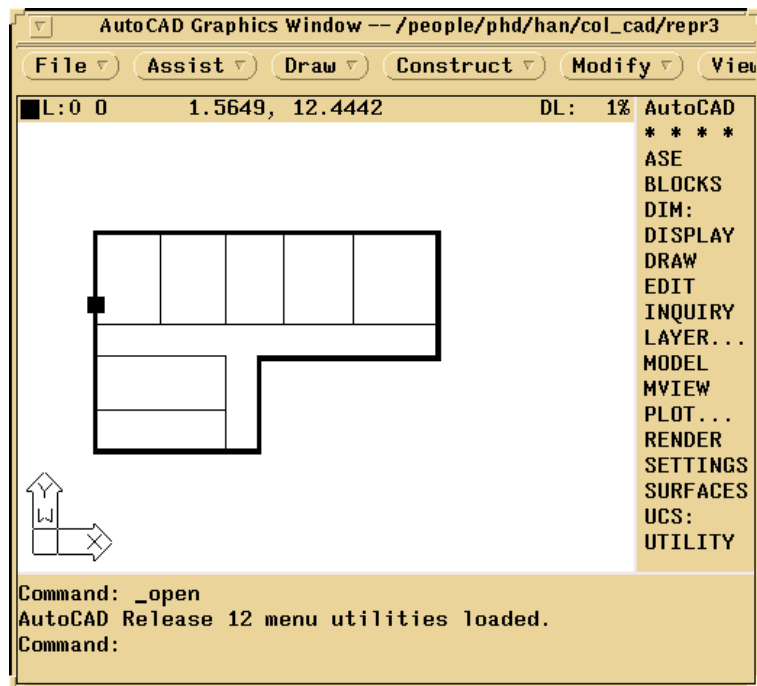 AutoCAD Graphics Window -- /people/phd/han/col_cad/repr3
File Assist Draw Construct Modify View
L:0 O 1.5649, 12.4442 DL: 1% AutoCAD
* * * *
ASE
BLOCKS
DIM:
DISPLAY
DRAW
EDIT
INQUIRY
LAYER...
MODEL
MVIEW
PLOT...
RENDER
SETTINGS
SURFACES
UCS:
UTILITY
Y
W
X
Command: _open
AutoCAD Release 12 menu utilities loaded.
Command: